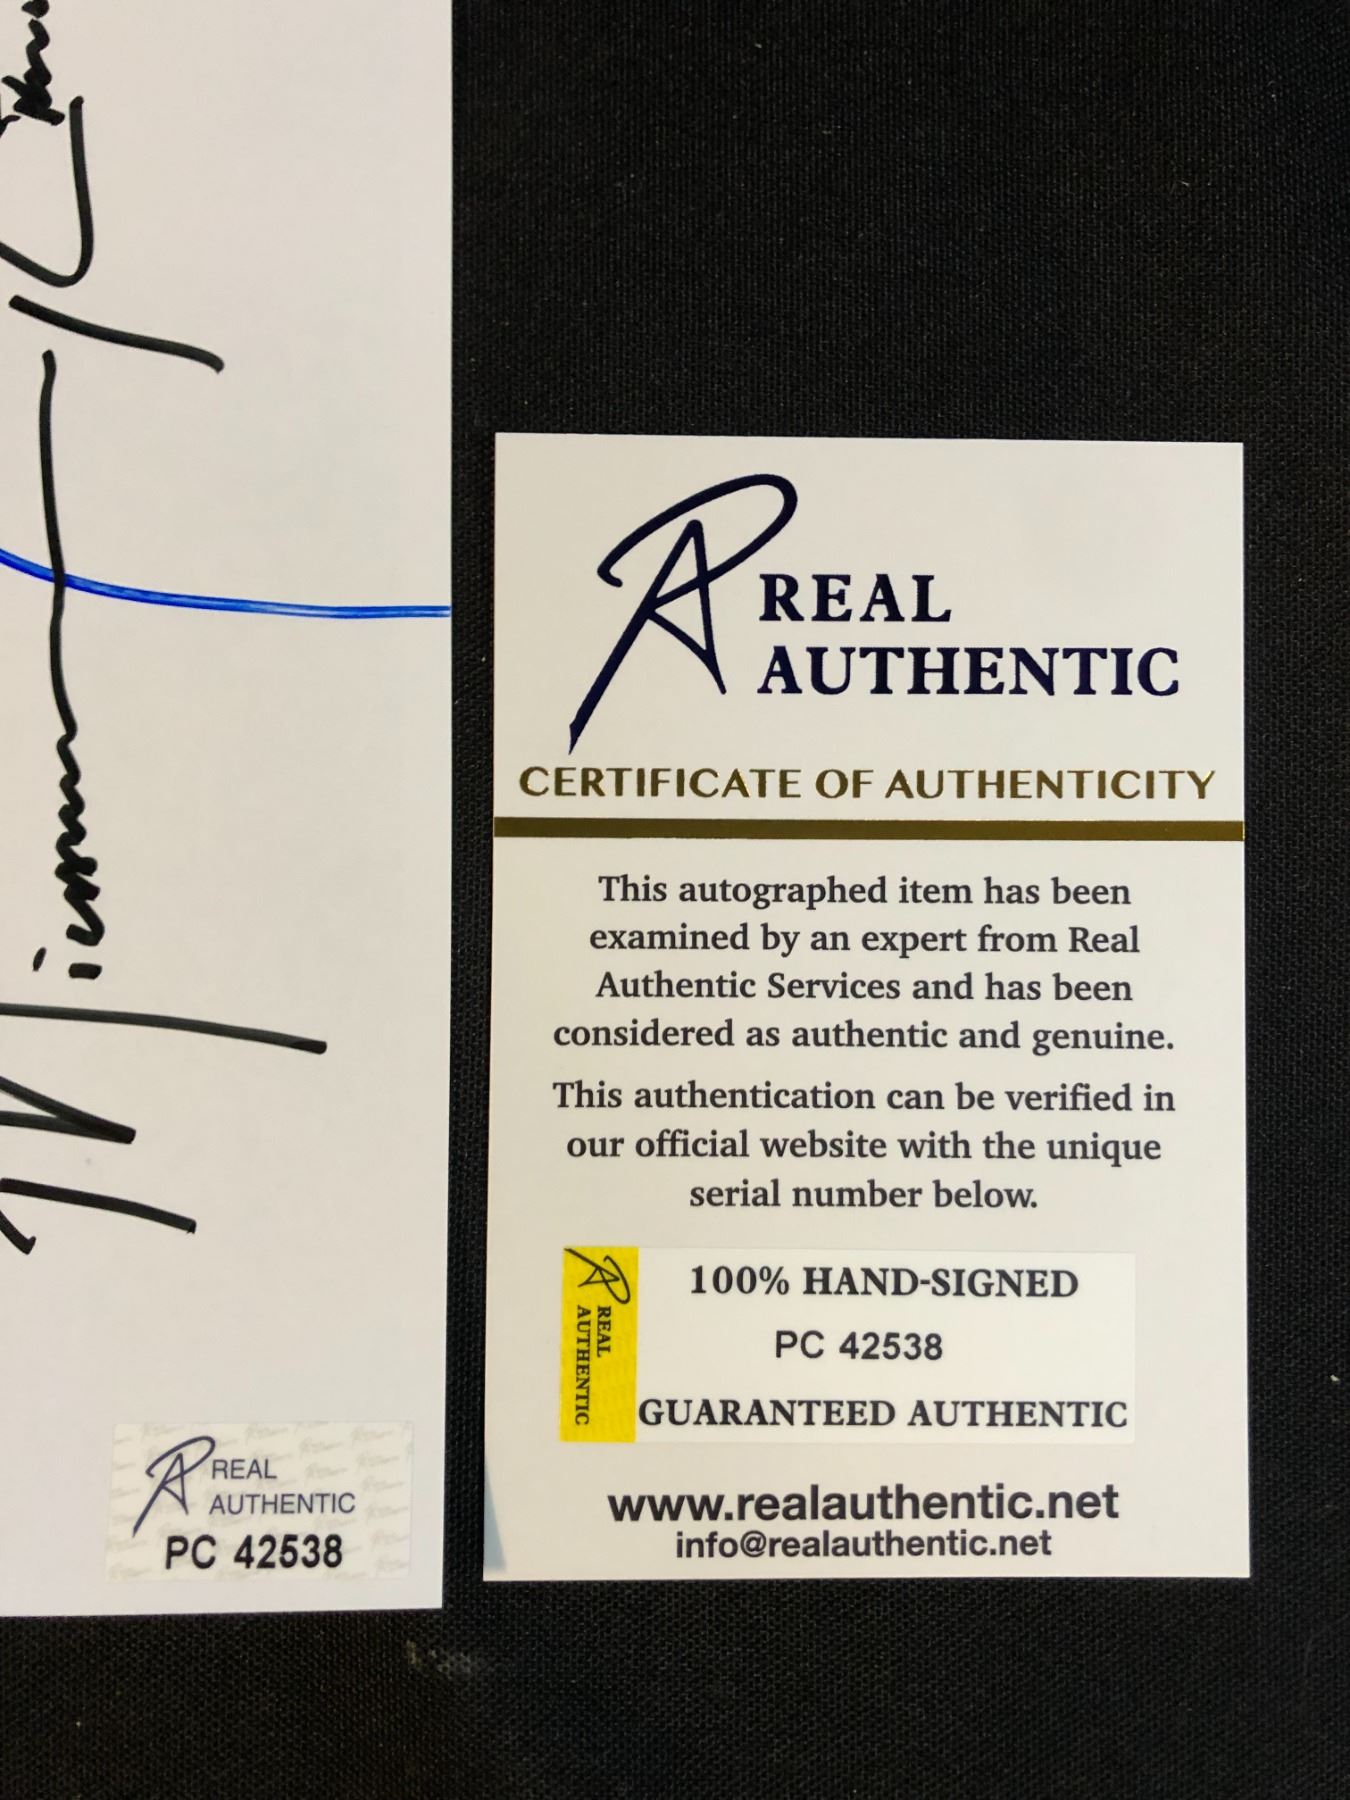 REAL
AUTHENTIC
CERTIFICATE OF AUTHENTICITY
This autographed item has been
examined by an expert from Real
Authentic Services and has been
considered as authentic and genuine.
This authentication can be verified in
our official website with the unique
serial number below.
REAL
AUTHENTIC
100% HAND-SIGNED
PC 42538
GUARANTEED AUTHENTIC
www.realauthentic.net
info@realauthentic.net
REAL
AUTHENTIC
PC 42538